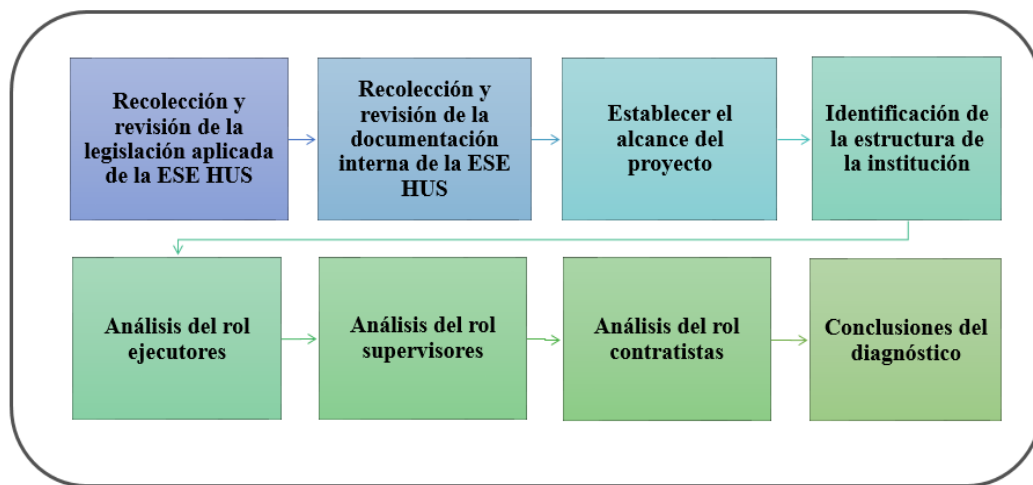 Recolección y
revisión de la
legislación aplicada
de la ESE HUS
Recolección y
revisión de la
documentación
interna de la ESE
HUS
Establecer el
alcance del
proyecto
Identificación de
la estructura de
la institución
Análisis del rol
ejecutores
Análisis del rol
supervisores
Análisis del rol
contratistas
Conclusiones del
diagnóstico